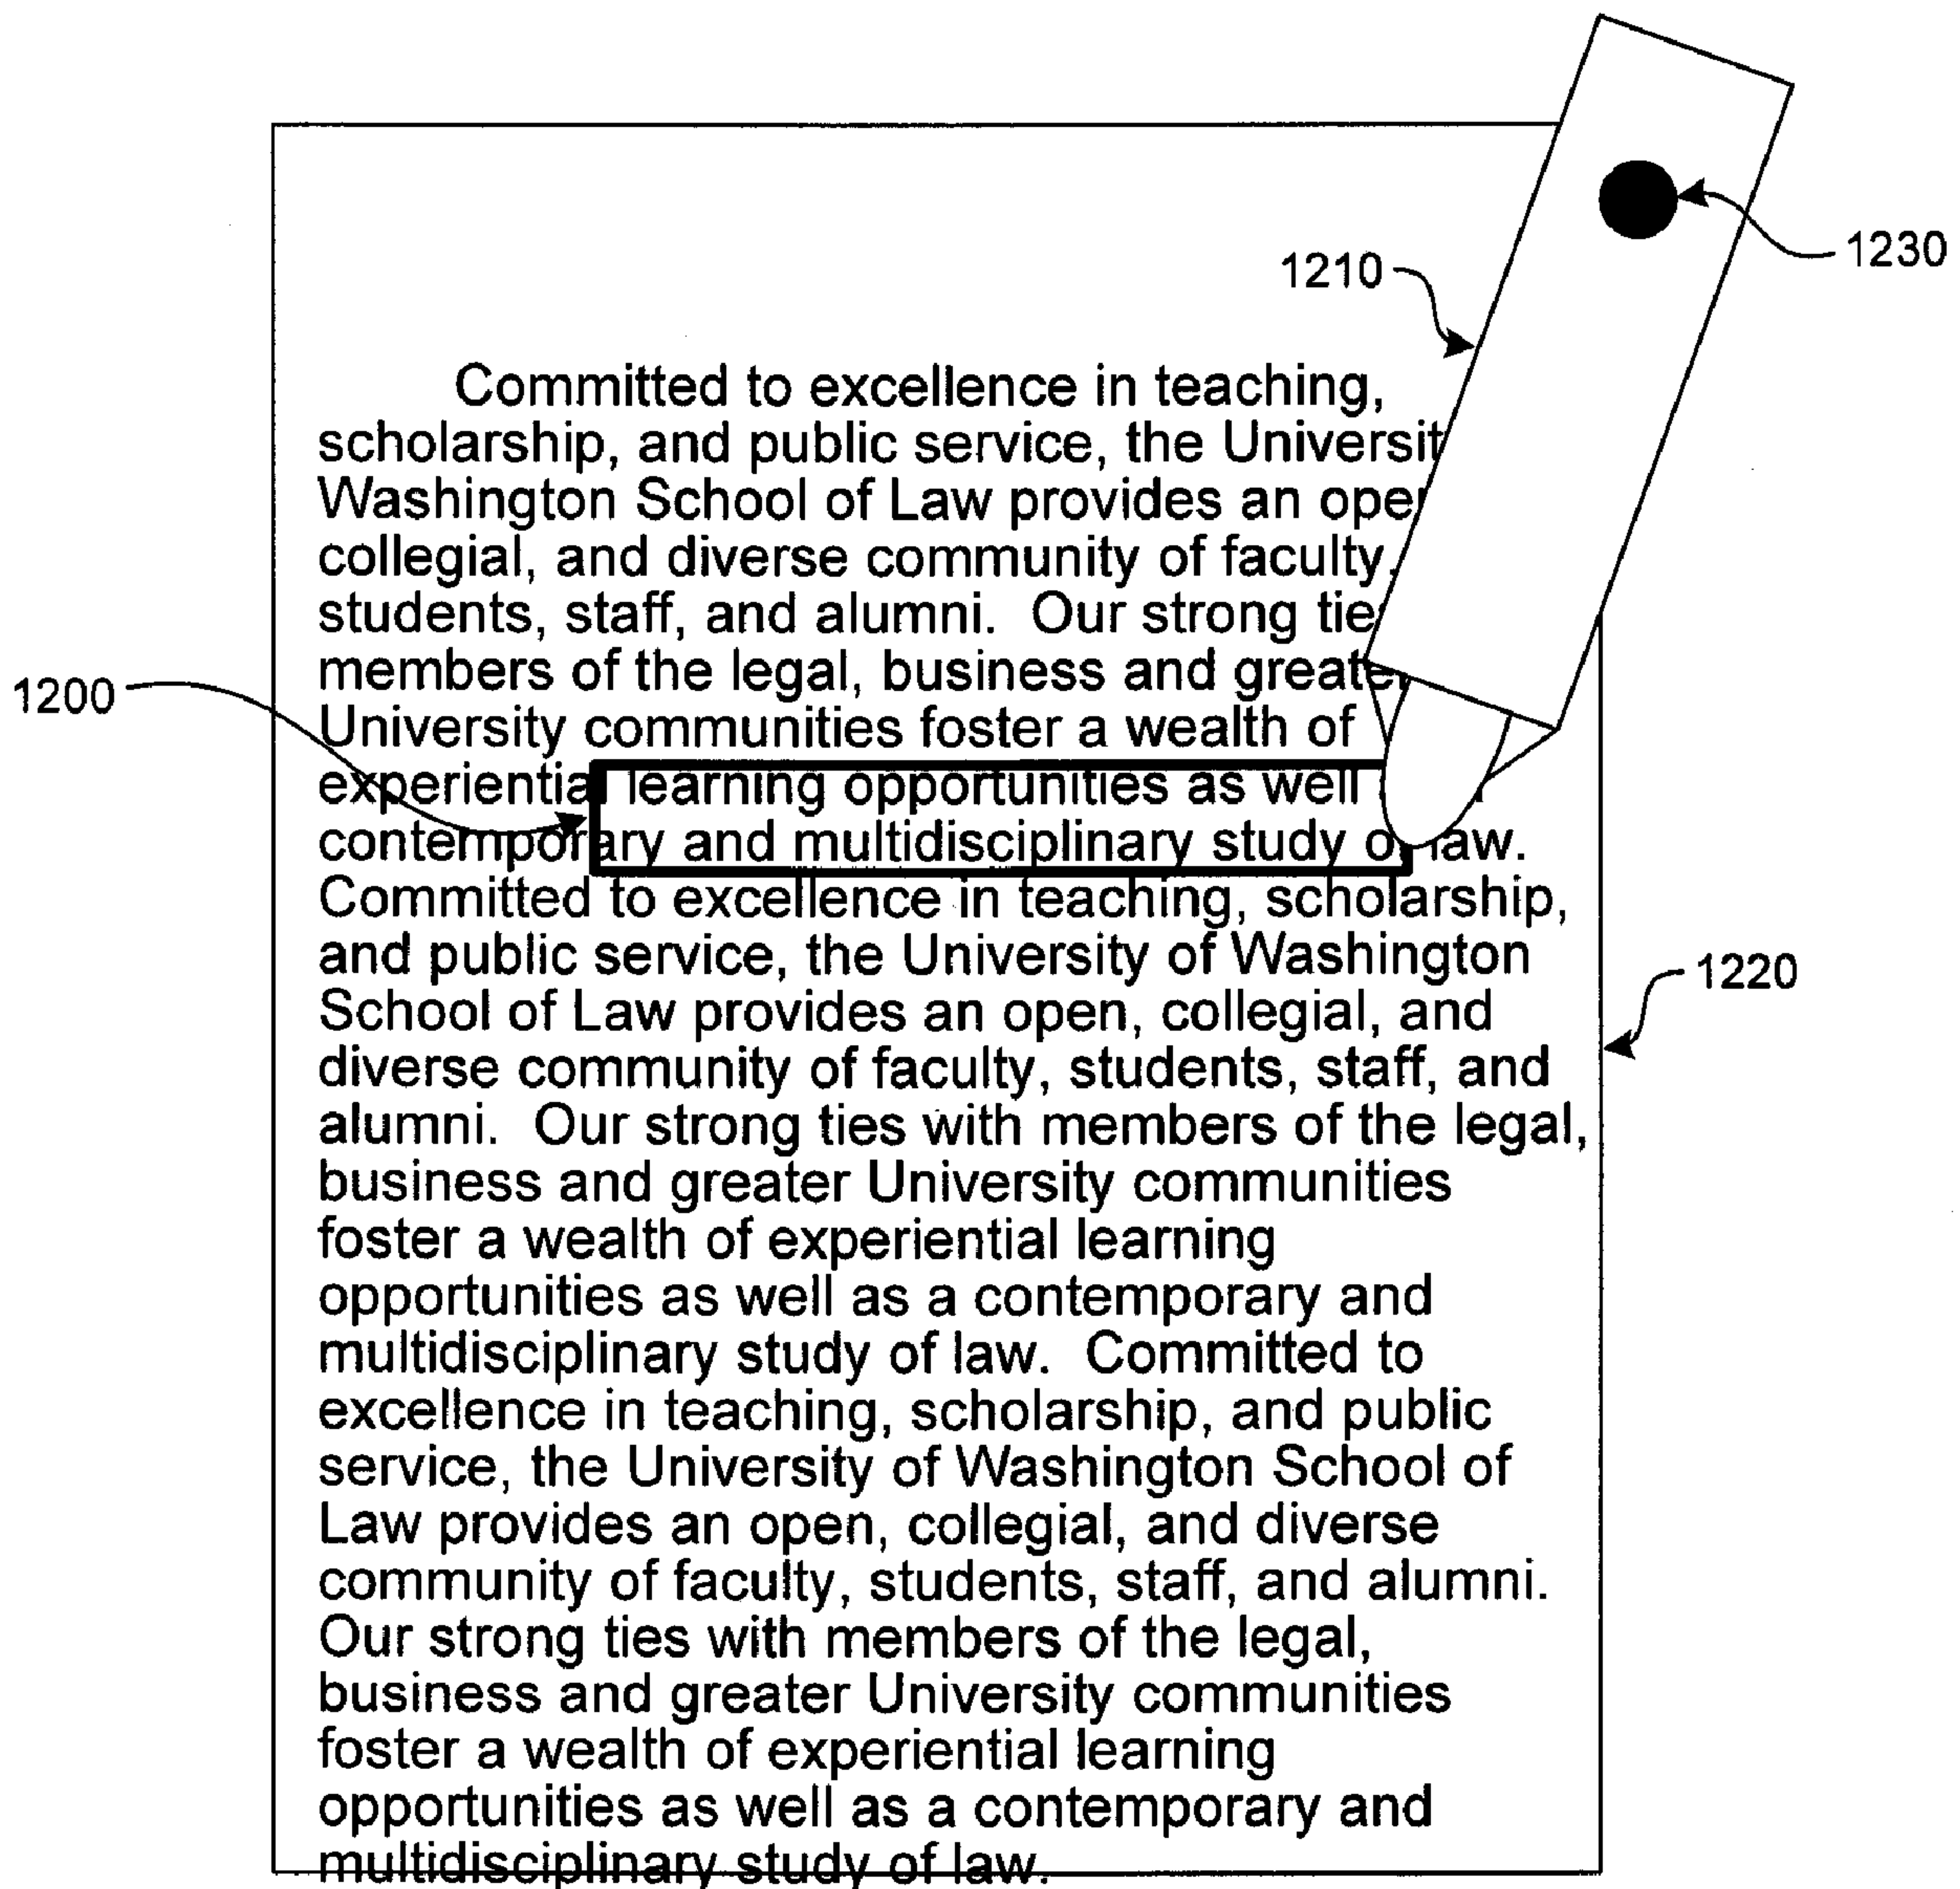 1230
1210
Committed to excellence in teaching,
scholarship, and public service, the Universit
Washington School of Law provides an open
collegial, and diverse community of faculty,
students, staff, and alumni. Our strong ties
members of the legal, business and greater
1200
University communities foster a wealth of
experiential learning opportunities as well
contemporary and multidisciplinary study of law.
Committed to excellence in teaching, scholarship,
and public service, the University of Washington
1220
School of Law provides an open, collegial, and
diverse community of faculty, students, staff, and
alumni. Our strong ties with members of the legal,
business and greater University communities
foster a wealth of experiential learning
opportunities as well as a contemporary and
multidisciplinary study of law. Committed to
excellence in teaching, scholarship, and public
service, the University of Washington School of
Law provides an open, collegial, and diverse
community of faculty, students, staff, and alumni.
Our strong ties with members of the legal,
business and greater University communities
foster a wealth of experiential learning
opportunities as well as a contemporary and
multidisciplinary study of law.